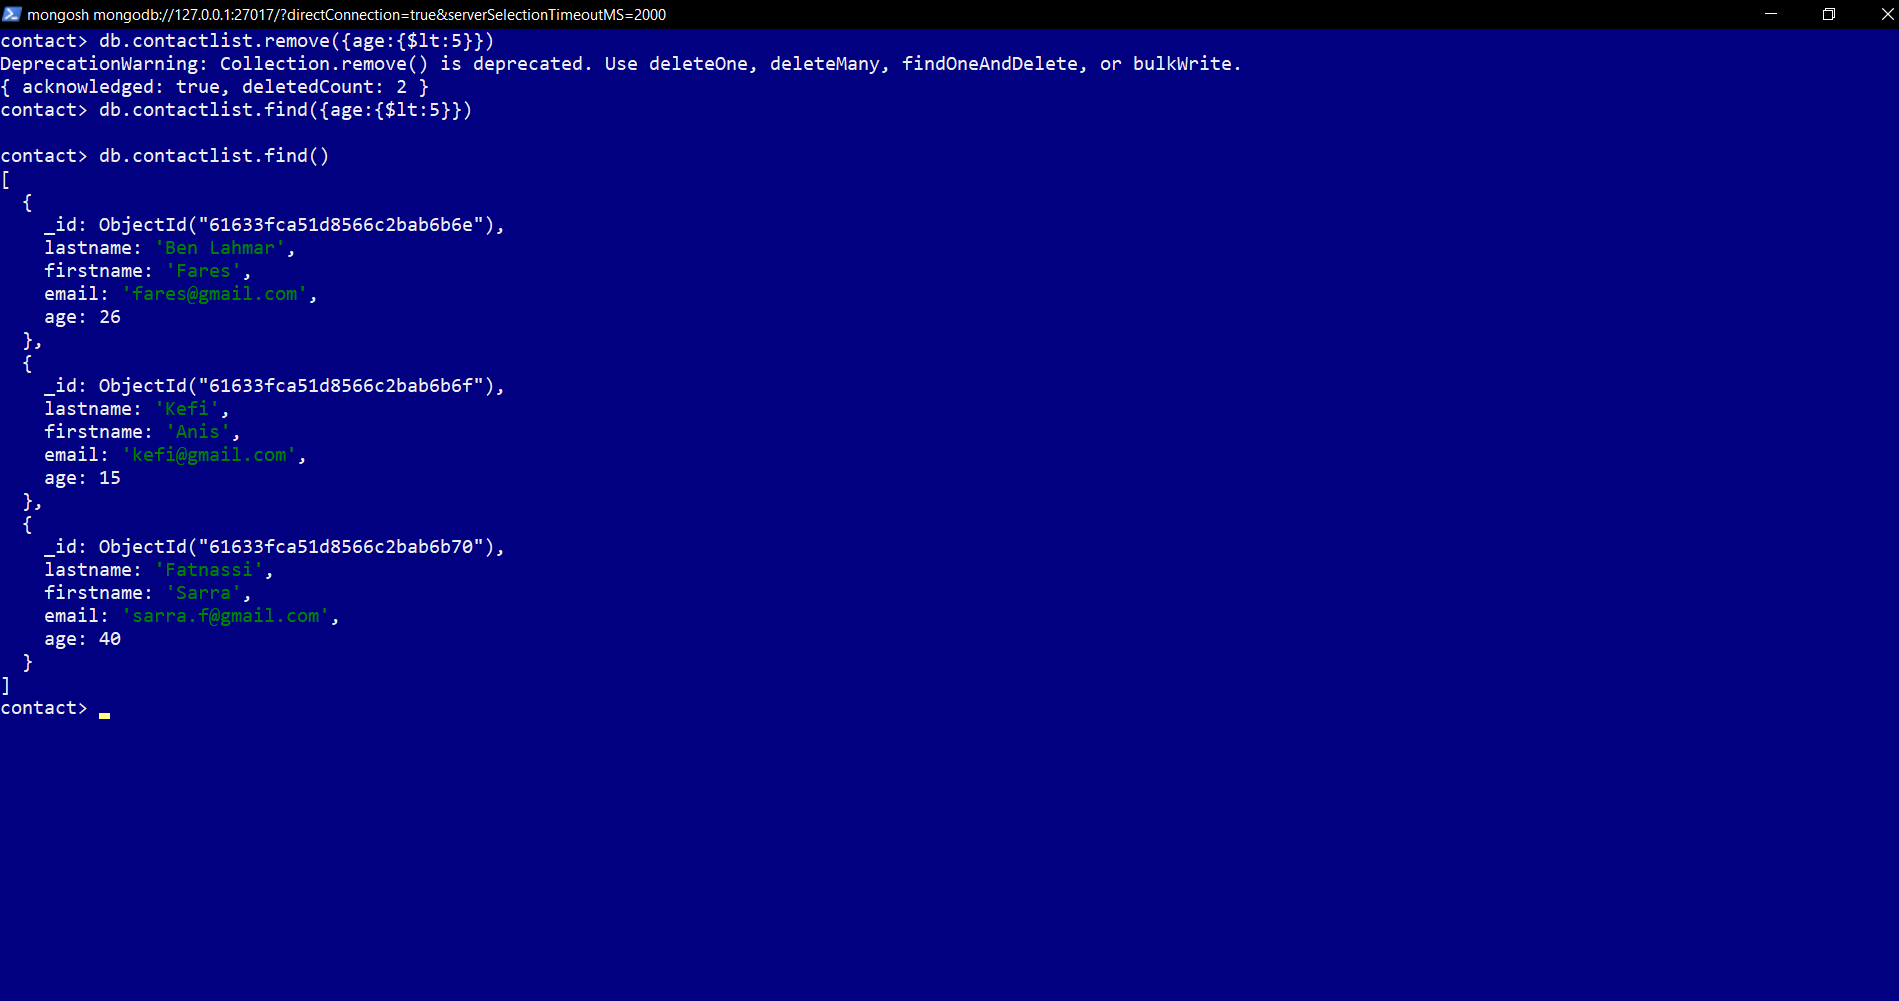 mongosh mongodb://127.0.0.1:27017/?directConnection=true&serverSelectionTimeoutMS=2000
contact> db.contactlist.remove({age:{$lt:5}})
DeprecationWarning: Collection.remove() is deprecated. Use deleteOne, deleteMany, findOneAndDelete, or bulkWrite.
{ acknowledged: true, deletedCount: 2 }
contact> db.contactlist.find({age:{$lt:5}})
contact> db.contactlist.find()
[
  {
    _id: ObjectId("61633fca51d8566c2bab6b6e"),
    lastname: 'Ben Lahmar',
    firstname: 'Fares',
    email: 'fares@gmail.com',
    age: 26
  },
  {
    _id: ObjectId("61633fca51d8566c2bab6b6f"),
    lastname: 'Kefi',
    firstname: 'Anis',
    email: 'kefi@gmail.com',
    age: 15
  },
  {
    _id: ObjectId("61633fca51d8566c2bab6b70"),
    lastname: 'Fatnassi',
    firstname: 'Sarra',
    email: 'sarra.f@gmail.com',
    age: 40
  }
]
contact>